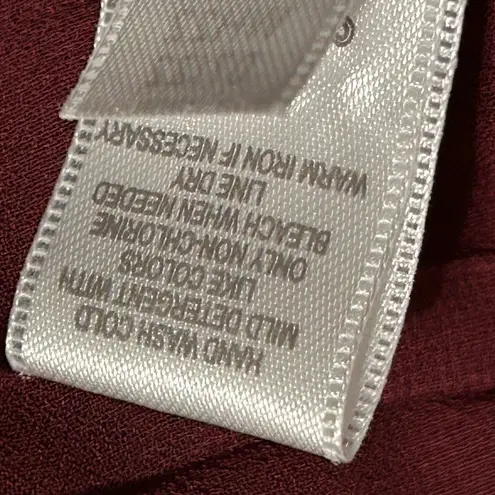 HAND WASH COLD
MILD DETERGENT WITH
LIKE COLORS
ONLY NON-CHLORINE
BLEACH WHEN NEEDED
LINE DRY
WARM IRON IF NECESSARY